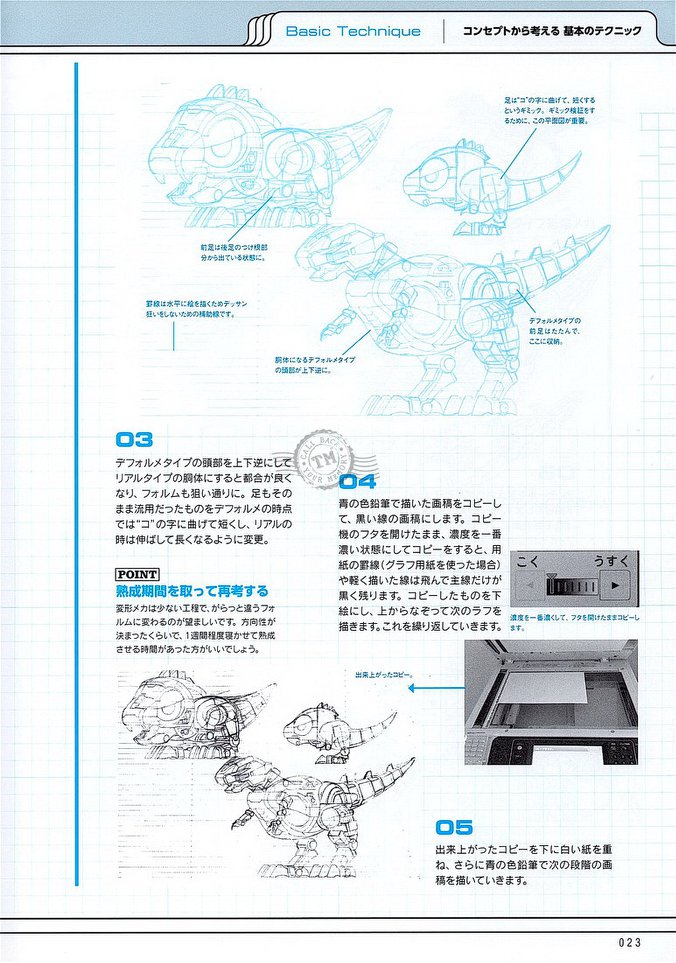 Basic Technique
コンセプトから考える 基本のテクニック
足は“コ”の字に曲げて、短くする
というギミック。ギミック検証をす
るために、この平面図が重要。
前足は後足のつけ根部
分から出ている状態に。
罫線は水平に絵を描くためデッサン
狂いをしないための補助線です。
デフォルメタイプの
前足はたたんで、
ここに収納。
胴体になるデフォルメタイプ
の頭部が上下逆に。
03
デフォルメタイプの頭部を上下逆にして
リアルタイプの胴体にすると都合が良く
なり、フォルムも狙い通りに。足もその
まま流用だったものをデフォルメの時点
では“コ”の字に曲げて短くし、リアルの
時は伸ばして長くなるように変更。
POINT
熟成期間を取って再考する
変形メカは少ない工程で、がらっと違うフォ
ルムに変わるのが望ましいです。方向性が
決まったくらいで、1週間程度寝かせて熟成
させる時間があった方がいいでしょう。
CALL BACK
TM
YOUR MEMORY
04
青の色鉛筆で描いた画稿をコピーし
て、黒い線の画稿にします。コピー
機のフタを開けたまま、濃度を一番
濃い状態にしてコピーをすると、用
紙の罫線(グラフ用紙を使った場合)
や軽く描いた線は飛んで主線だけが
黒く残ります。コピーしたものを下
絵にし、上からなぞって次のラフを
描きます。これを繰り返していきます。
こく うすく
濃度を一番濃くして、フタを開けたままコピーし
ます。
出来上がったコピー。
05
出来上がったコピーを下に白い紙を重
ね、さらに青の色鉛筆で次の段階の画
稿を描いていきます。
023